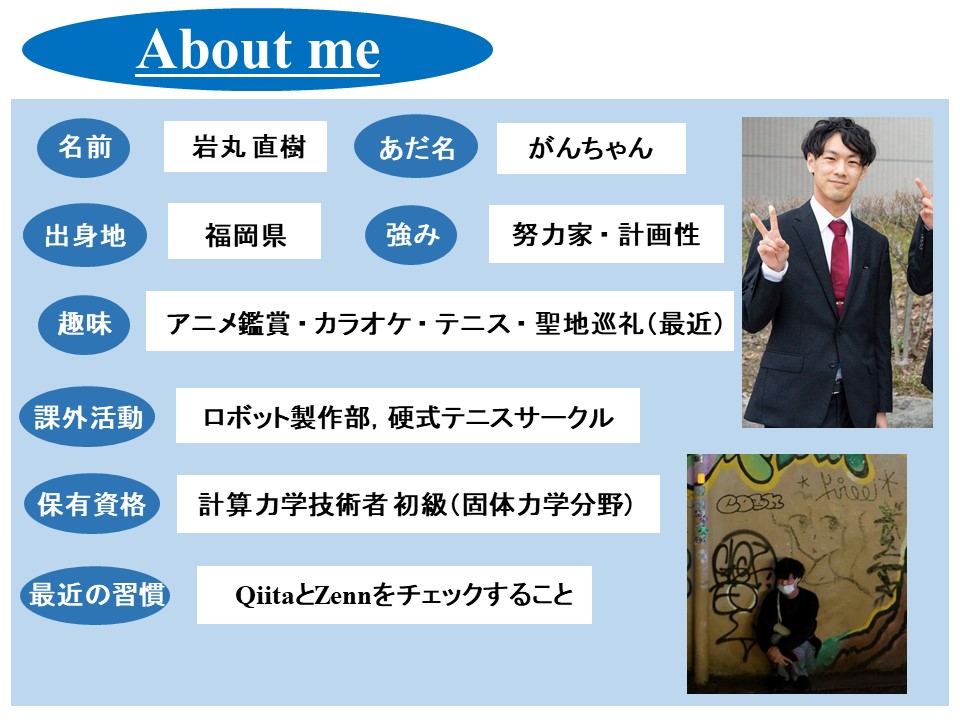 About me
名前 岩丸 直樹 あだ名 がんちゃん
出身地 福岡県 強み 努力家・計画性
趣味 アニメ鑑賞・カラオケ・テニス・聖地巡礼（最近）
課外活動 ロボット製作部，硬式テニスサークル
保有資格 計算力学技術者 初級（固体力学分野）
最近の習慣 QiitaとZennをチェックすること